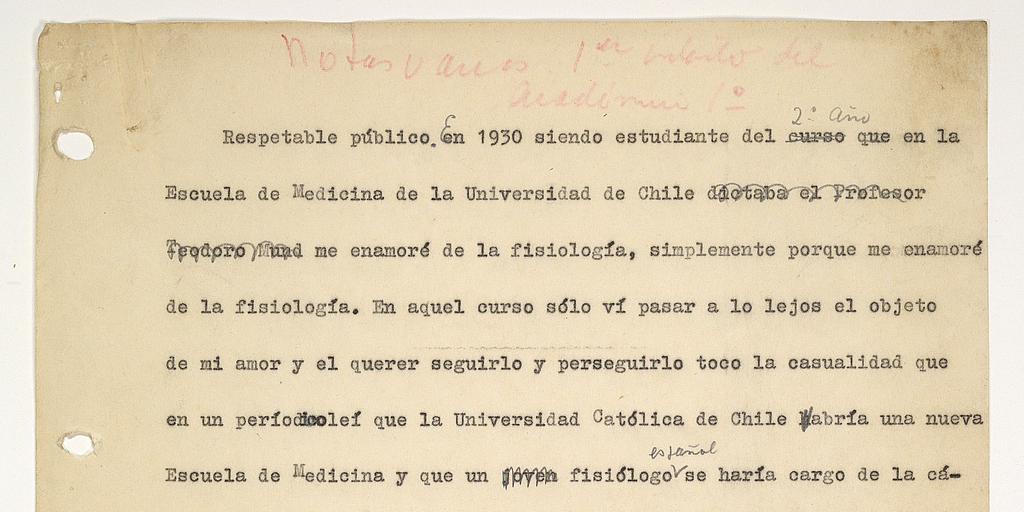 Notas varias 1er
Academia 1º
2º Año
Respetable público. En 1930 siendo estudiante del curso que en la
Escuela de Medicina de la Universidad de Chile dictaba el Profesor
Teodoro Mund me enamoré de la fisiología, simplemente porque me enamoré
de la fisiología. En aquel curso sólo ví pasar a lo lejos el objeto
de mi amor y el querer seguirlo y perseguirlo toco la casualidad que
en un períodico leí que la Universidad Católica de Chile abría una nueva
español
Escuela de Medicina y que un joven fisiólogo se haría cargo de la cá-